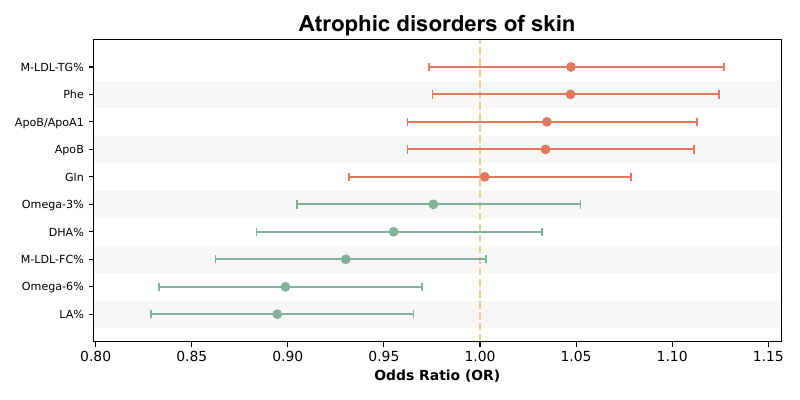 Atrophic disorders of skin
M-LDL-TG%
Phe
ApoB/ApoA1
ApoB
Gln
Omega-3%
DHA%
M-LDL-FC%
Omega-6%
LA%
0.80 0.85 0.90 0.95 1.00 1.05 1.10 1.15
Odds Ratio (OR)